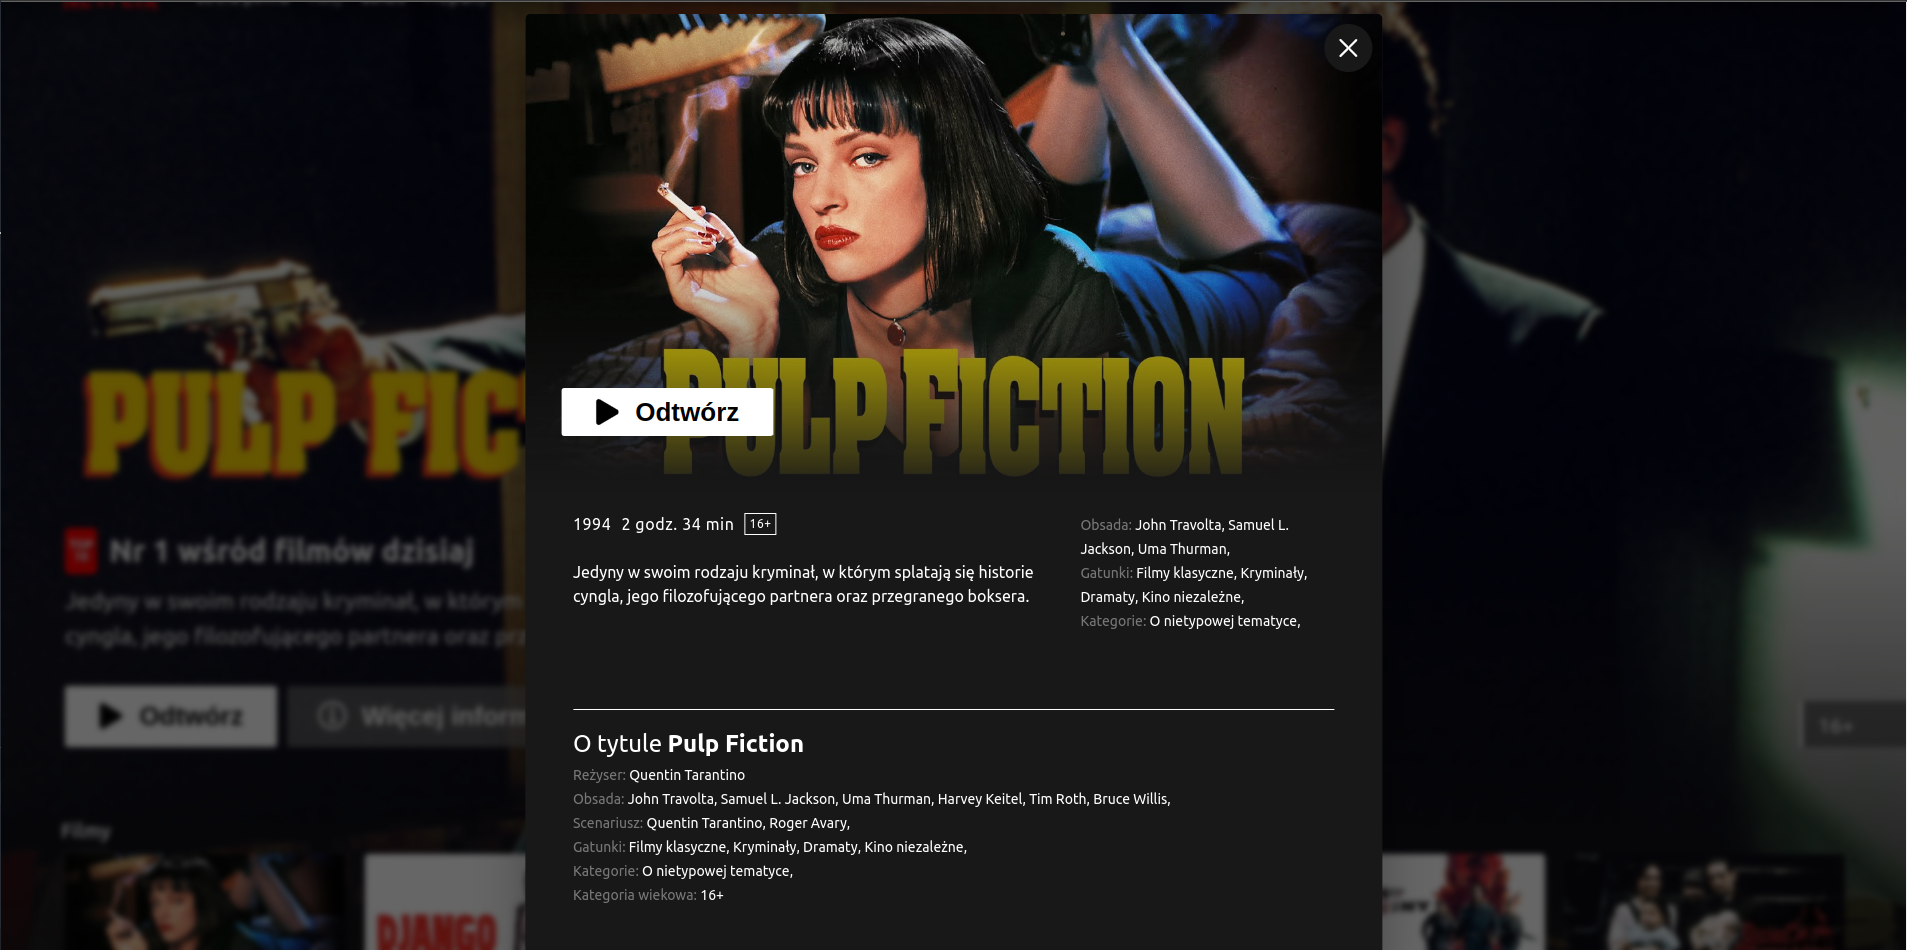 PULP FICTION
Odtwórz
1994 2 godz. 34 min 16+
Jedyny w swoim rodzaju kryminał, w którym splatają się historie
cyngla, jego filozofującego partnera oraz przegranego boksera.
Obsada: John Travolta, Samuel L.
Jackson, Uma Thurman,
Gatunki: Filmy klasyczne, Kryminały,
Dramaty, Kino niezależne,
Kategorie: O nietypowej tematyce,
O tytule Pulp Fiction
Reżyser: Quentin Tarantino
Obsada: John Travolta, Samuel L. Jackson, Uma Thurman, Harvey Keitel, Tim Roth, Bruce Willis,
Scenariusz: Quentin Tarantino, Roger Avary,
Gatunki: Filmy klasyczne, Kryminały, Dramaty, Kino niezależne,
Kategorie: O nietypowej tematyce,
Kategoria wiekowa: 16+
PULP FIC
Nr 1 wśród filmów dzisiaj
Jedyny w swoim rodzaju kryminał, w którym
cyngla, jego filozofującego partnera oraz prz
Odtwórz
Więcej inform
16+
Filmy
DJANGO